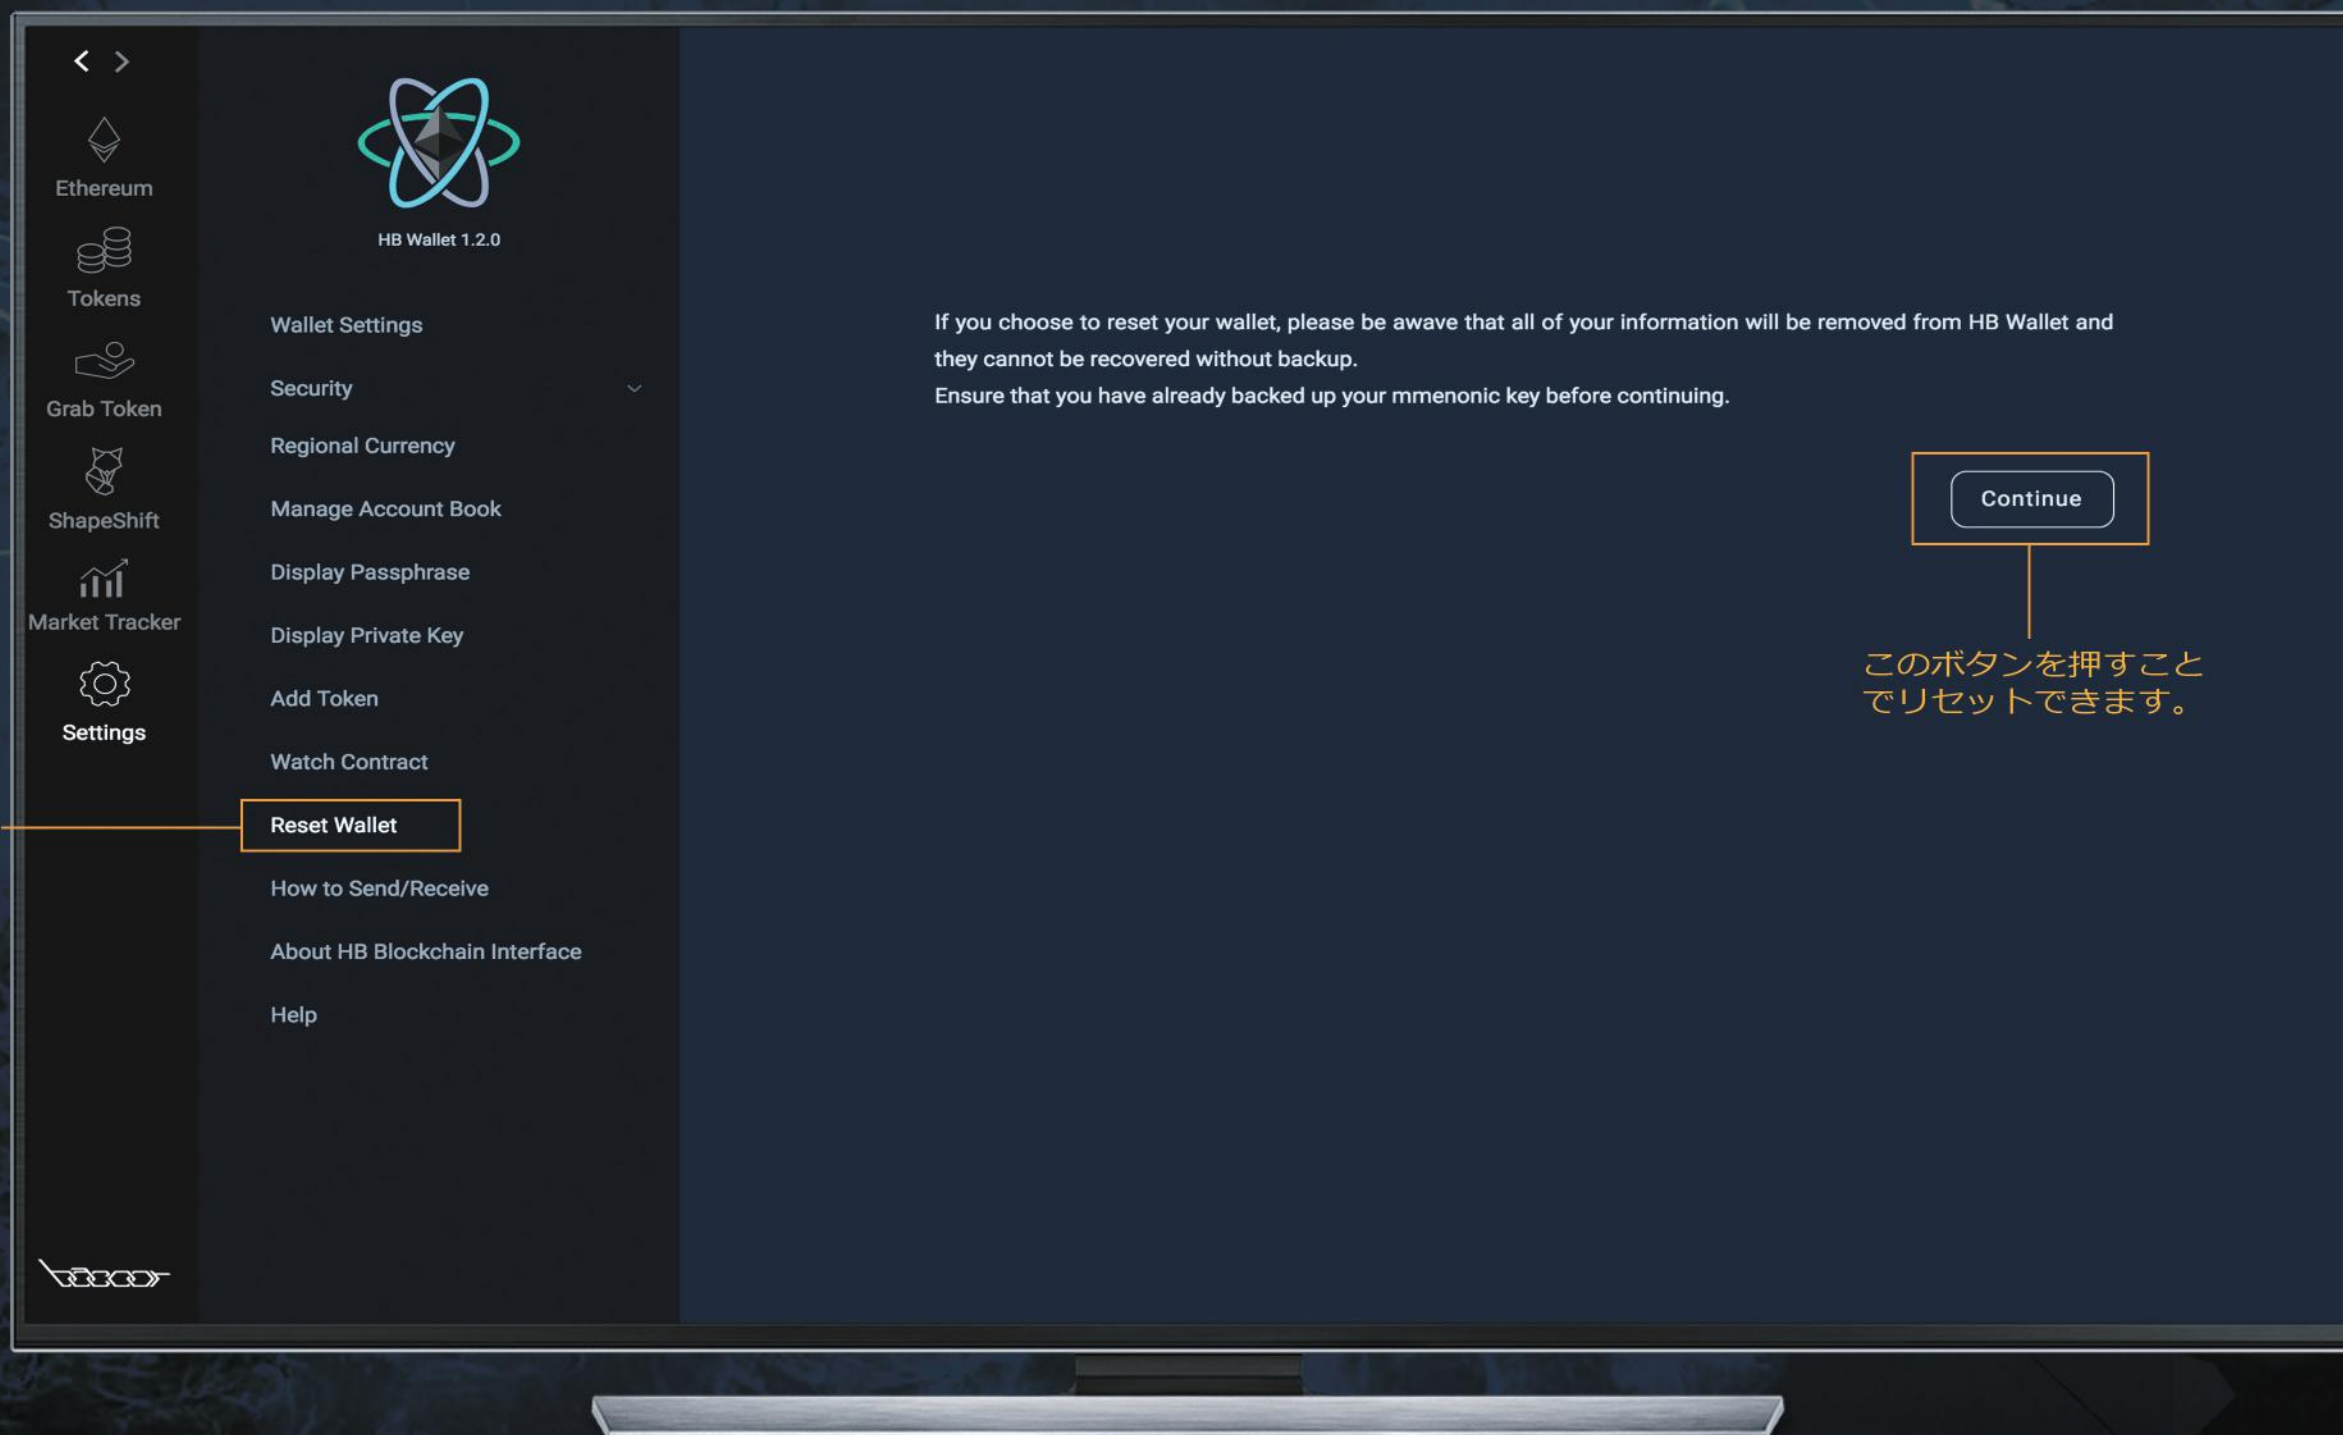 Ethereum
Tokens
Grab Token
ShapeShift
Market Tracker
Settings
HB Wallet 1.2.0
Wallet Settings
Security
Regional Currency
Manage Account Book
Display Passphrase
Display Private Key
Add Token
Watch Contract
Reset Wallet
How to Send/Receive
About HB Blockchain Interface
Help
If you choose to reset your wallet, please be awave that all of your information will be removed from HB Wallet and
they cannot be recovered without backup.
Ensure that you have already backed up your mmenonic key before continuing.
Continue
このボタンを押すこと
でリセットできます。